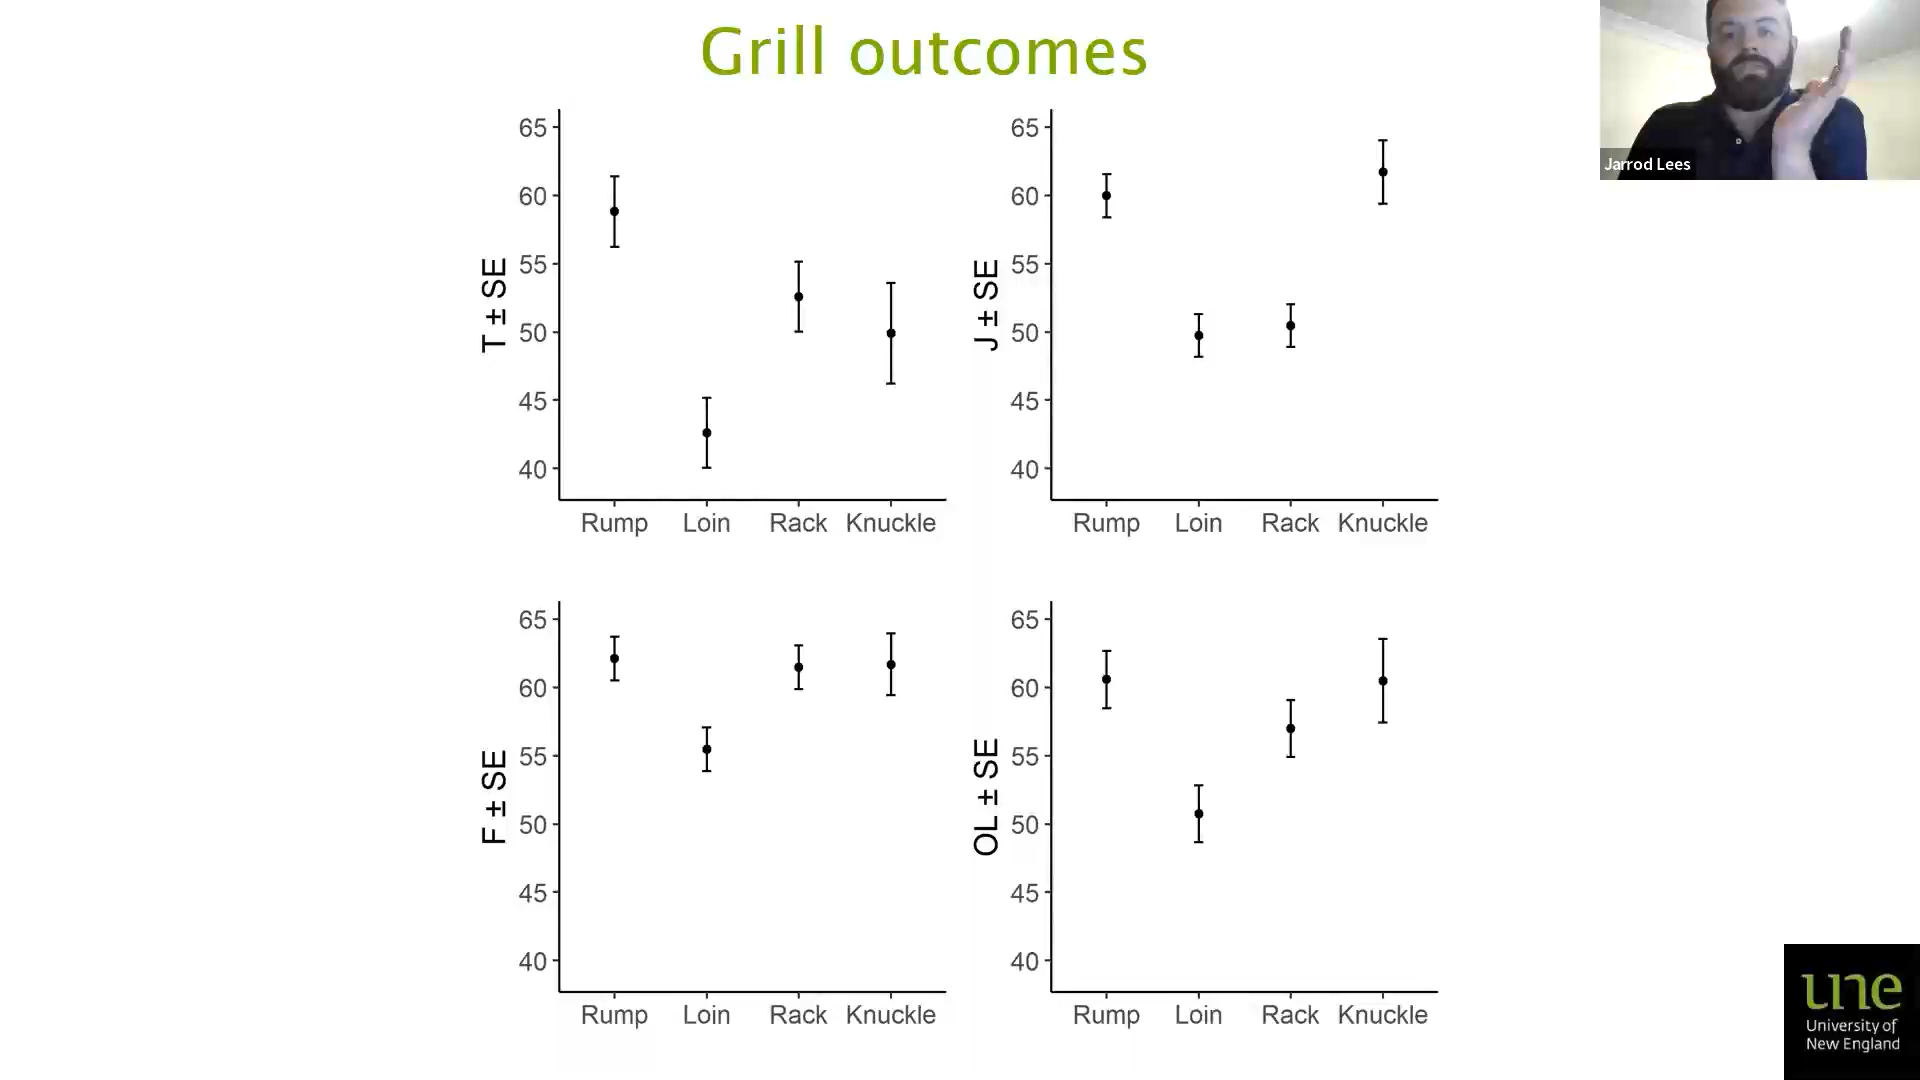 Grill outcomes
Jarrod Lees
T ± SE
65
60
55
50
45
40
Rump Loin Rack Knuckle
J ± SE
65
60
55
50
45
40
Rump Loin Rack Knuckle
F ± SE
65
60
55
50
45
40
Rump Loin Rack Knuckle
OL ± SE
65
60
55
50
45
40
Rump Loin Rack Knuckle
une
University of
New England